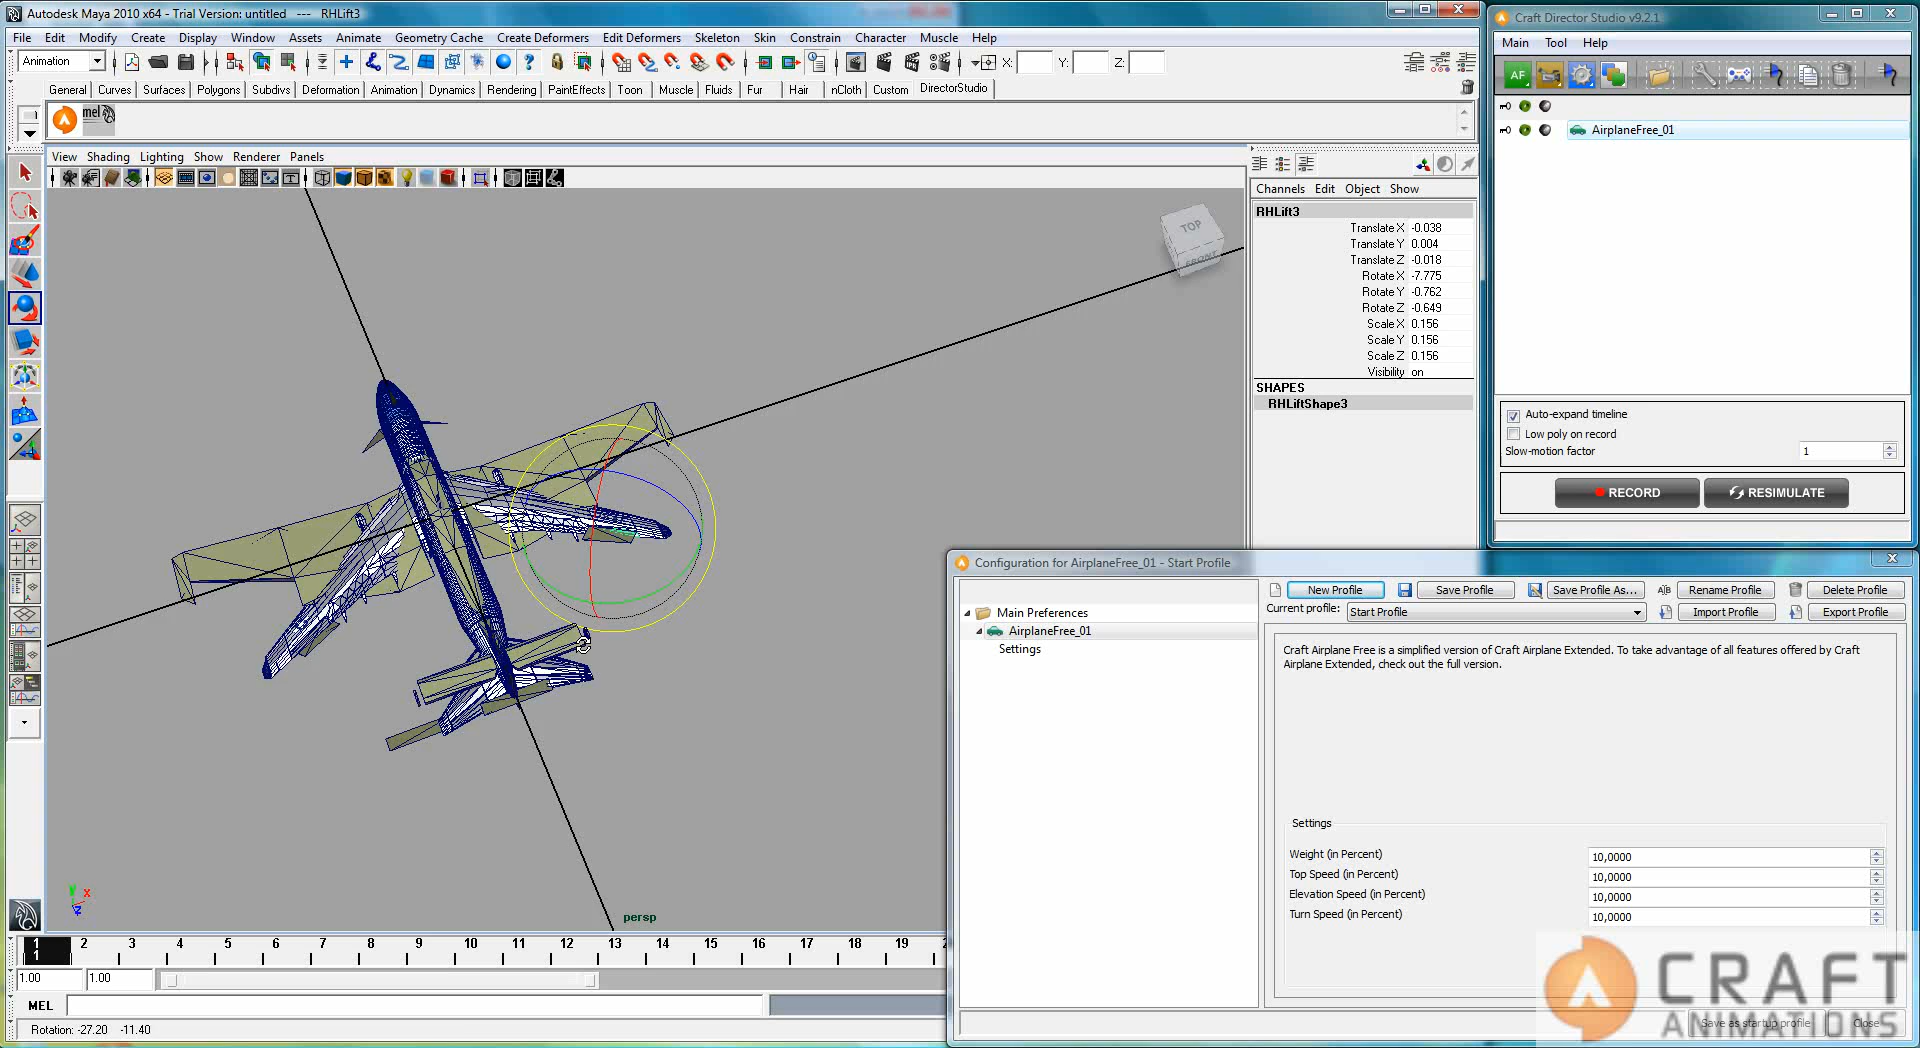 Autodesk Maya 2010 x64 - Trial Version: untitled   ---   RHLift3
File Edit Modify Create Display Window Assets Animate Geometry Cache Create Deformers Edit Deformers Skeleton Skin Constrain Character Muscle Help
Animation X: Y: Z:
General Curves Surfaces Polygons Subdivs Deformation Animation Dynamics Rendering PaintEffects Toon Muscle Fluids Fur Hair nCloth Custom DirectorStudio
mel
View Shading Lighting Show Renderer Panels
TOP
FRONT
Channels Edit Object Show
RHLift3
Translate X -0.038
Translate Y 0.004
Translate Z -0.018
Rotate X -7.775
Rotate Y -0.762
Rotate Z -0.649
Scale X 0.156
Scale Y 0.156
Scale Z 0.156
Visibility on
SHAPES
RHLiftShape3
y x
z
persp
1 2 3 4 5 6 7 8 9 10 11 12 13 14 15 16 17 18 19
1
1.00 1.00
MEL
Rotation: -27.20 -11.40
Craft Director Studio v9.2.1
Main Tool Help
AF
AirplaneFree_01
Auto-expand timeline
Low poly on record
Slow-motion factor 1
RECORD RESIMULATE
Configuration for AirplaneFree_01 - Start Profile
Main Preferences
AirplaneFree_01
Settings
New Profile Save Profile Save Profile As... Rename Profile Delete Profile
Current profile: Start Profile Import Profile Export Profile
Craft Airplane Free is a simplified version of Craft Airplane Extended. To take advantage of all features offered by Craft
Airplane Extended, check out the full version.
Settings
Weight (in Percent) 10,0000
Top Speed (in Percent) 10,0000
Elevation Speed (in Percent) 10,0000
Turn Speed (in Percent) 10,0000
Save as startup profile Close
CRAFT
ANIMATIONS